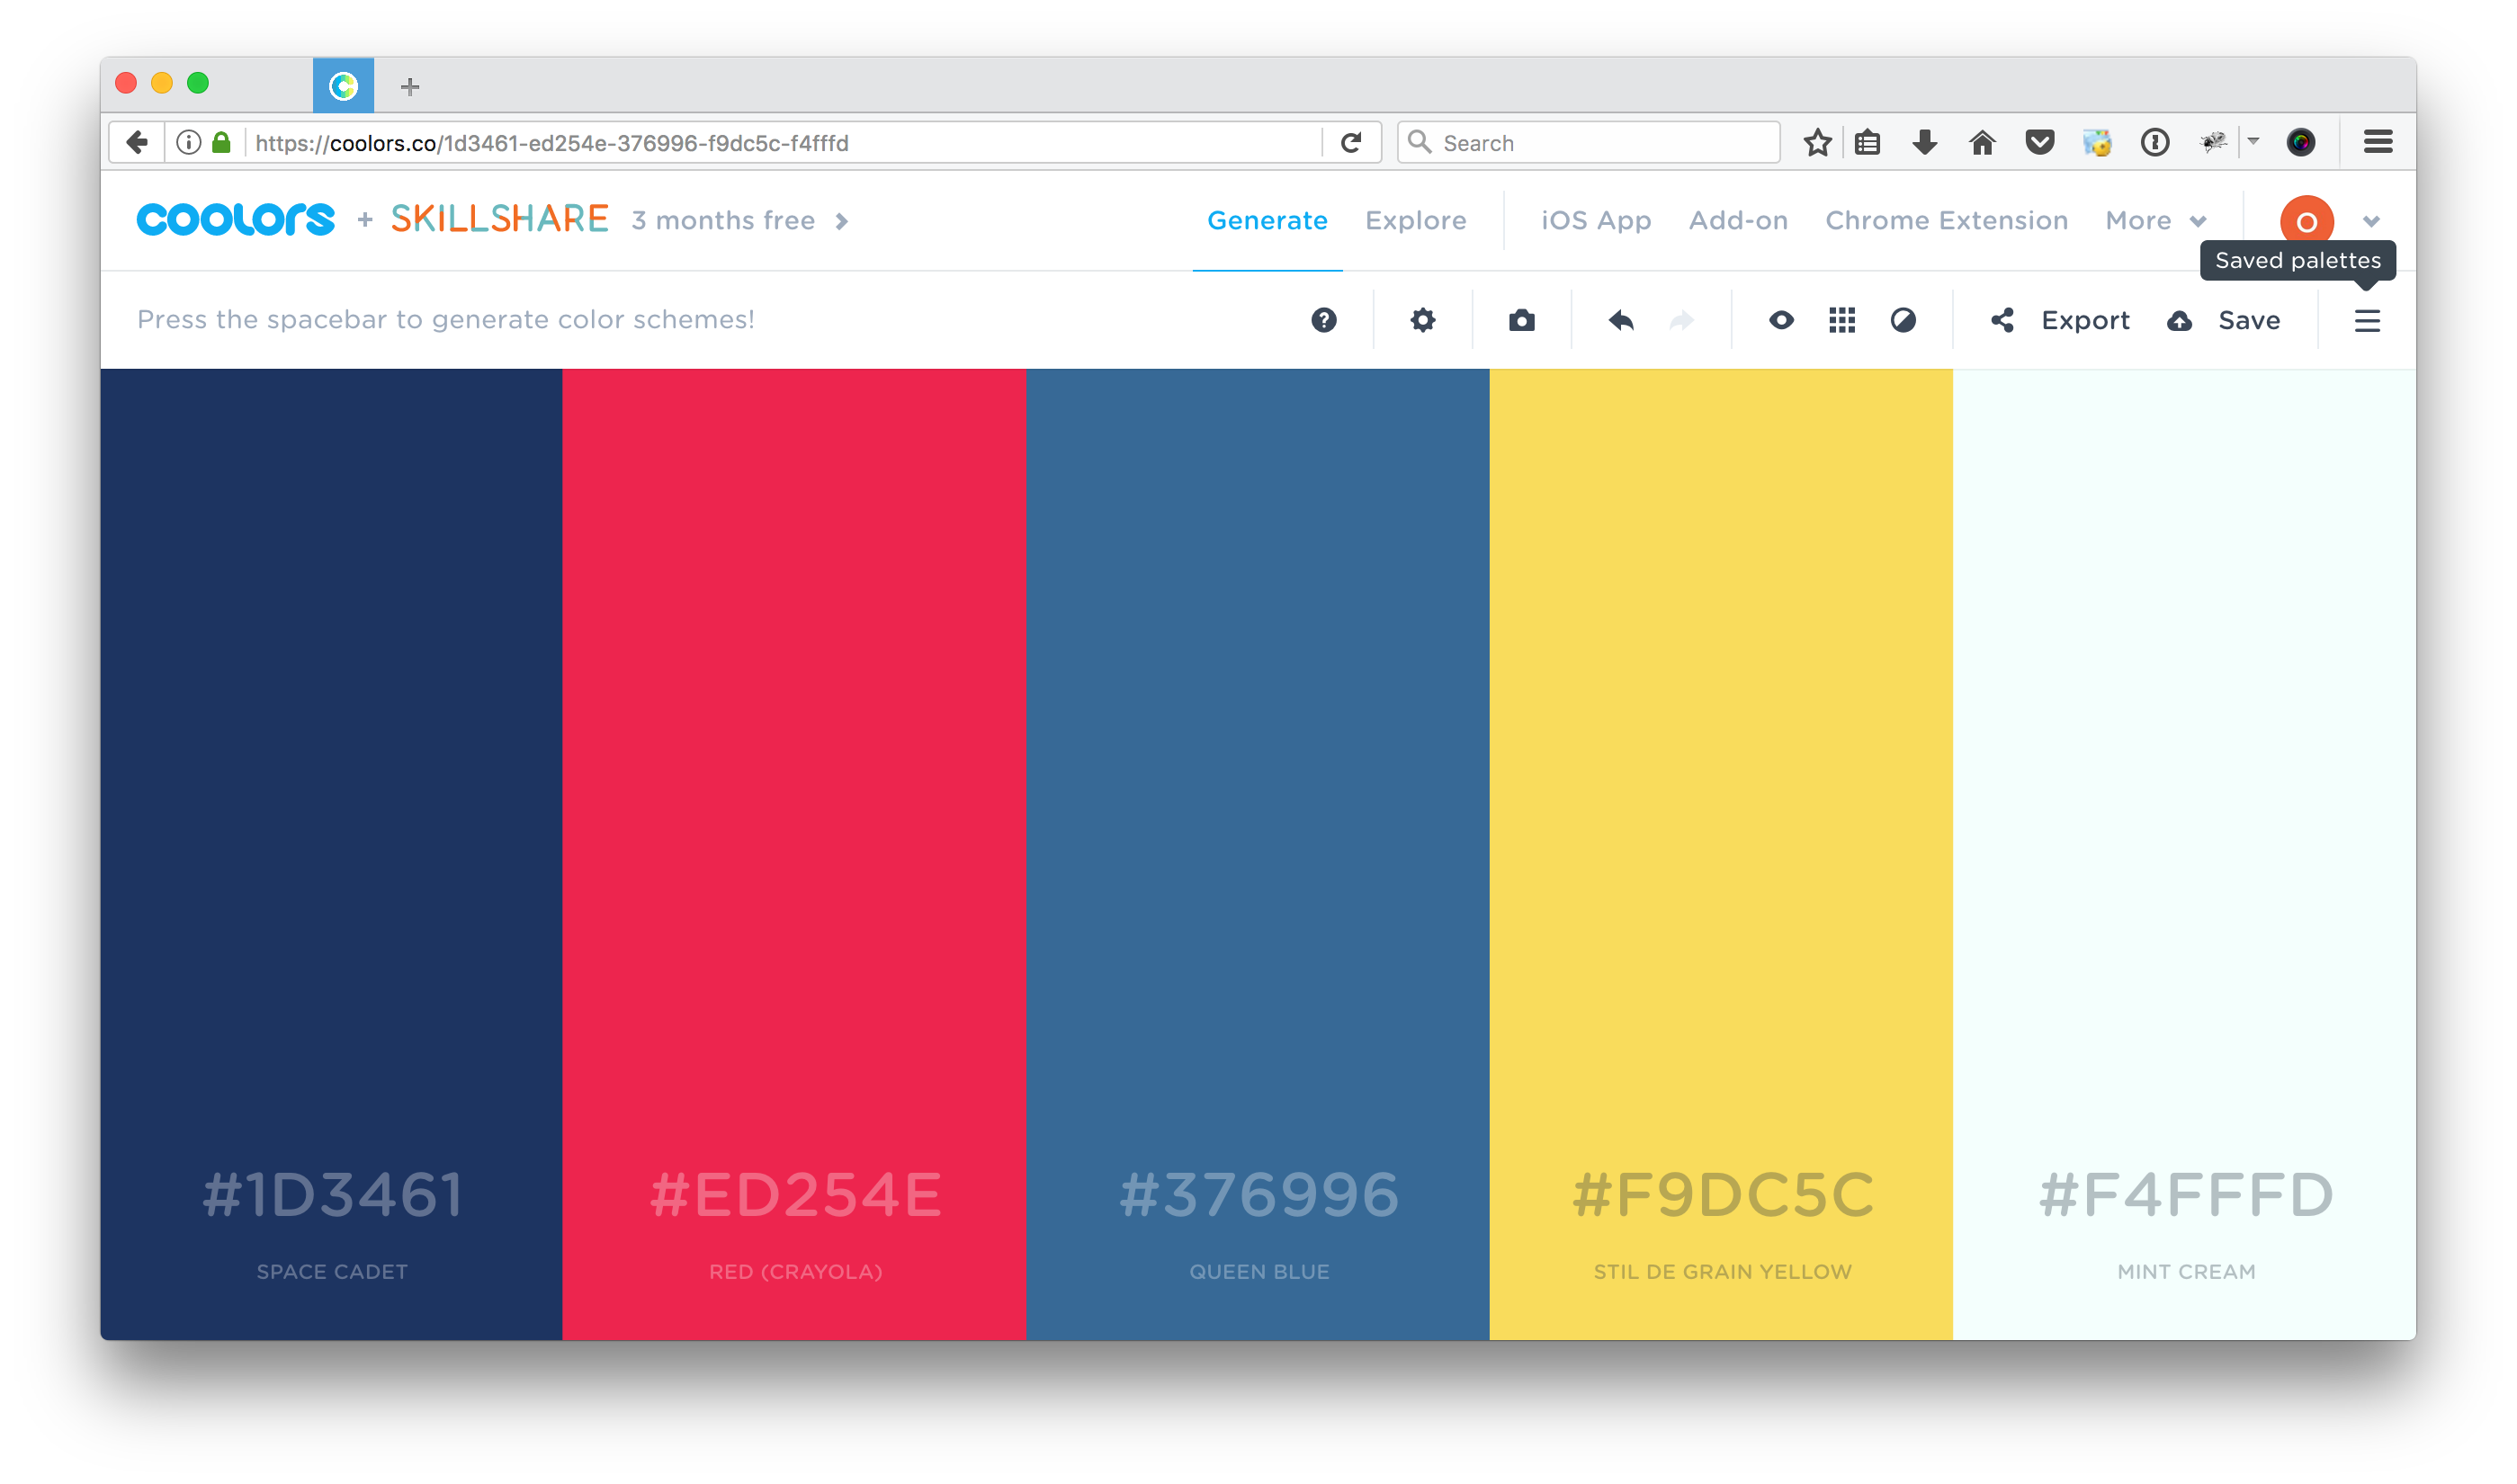 https://coolors.co/1d3461-ed254e-376996-f9dc5c-f4fffd
Search
coolors + SKILLSHARE 3 months free
Generate Explore iOS App Add-on Chrome Extension More O
Saved palettes
Press the spacebar to generate color schemes!
Export Save
#1D3461 #ED254E #376996 #F9DC5C #F4FFFD
SPACE CADET RED (CRAYOLA) QUEEN BLUE STIL DE GRAIN YELLOW MINT CREAM